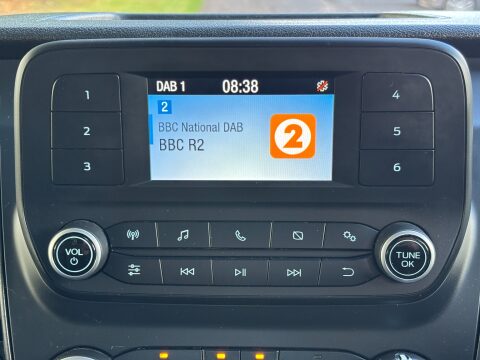 DAB 1 08:38
2
BBC National DAB
BBC R2
2
1
2
3
4
5
6
VOL
TUNE
OK